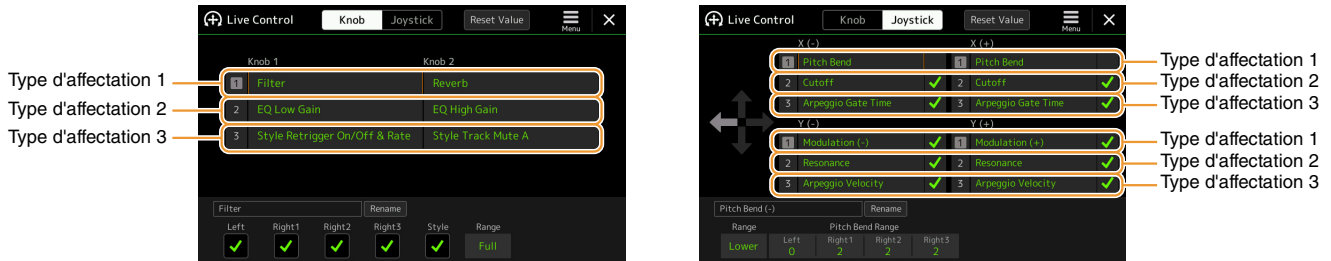 Live Control Knob Joystick Reset Value Menu
Knob 1 Knob 2
Type d'affectation 1 1 Filter Reverb
Type d'affectation 2 2 EQ Low Gain EQ High Gain
Type d'affectation 3 3 Style Retrigger On/Off & Rate Style Track Mute A
Filter Rename
Left Right1 Right2 Right3 Style Range
Full
Live Control Knob Joystick Reset Value Menu
X (-) X (+)
1 Pitch Bend 1 Pitch Bend Type d'affectation 1
2 Cutoff 2 Cutoff Type d'affectation 2
3 Arpeggio Gate Time 3 Arpeggio Gate Time Type d'affectation 3
Y (-) Y (+)
1 Modulation (-) 1 Modulation (+) Type d'affectation 1
2 Resonance 2 Resonance Type d'affectation 2
3 Arpeggio Velocity 3 Arpeggio Velocity Type d'affectation 3
Pitch Bend (-) Rename
Range Pitch Bend Range
Lower Left Right1 Right2 Right3
0 2 2 2